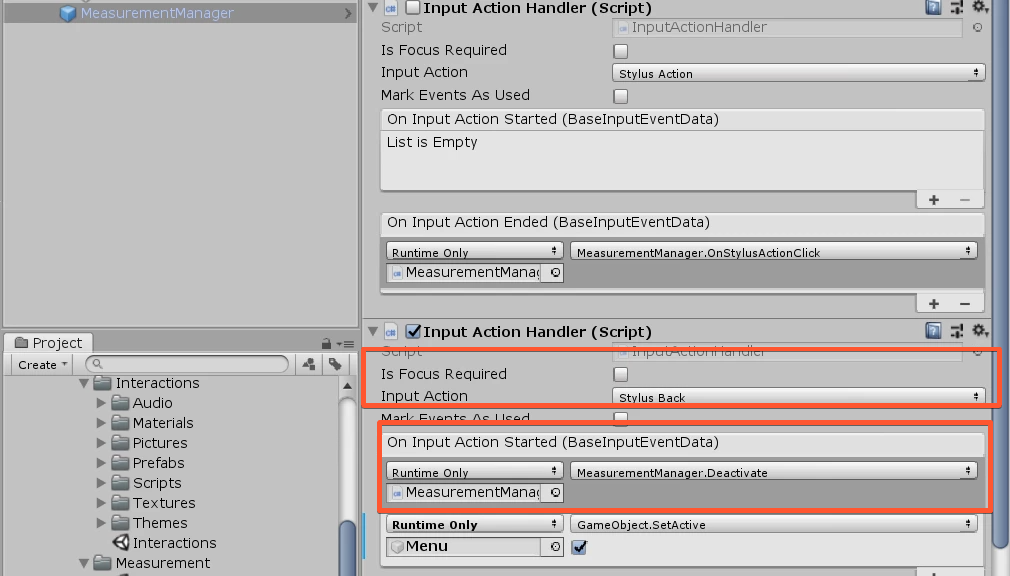 MeasurementManager
Input Action Handler (Script)
Script
InputActionHandler
Is Focus Required
Input Action
Stylus Action
Mark Events As Used
On Input Action Started (BaseInputEventData)
List is Empty
On Input Action Ended (BaseInputEventData)
Runtime Only
MeasurementManager.OnStylusActionClick
MeasurementManag
Input Action Handler (Script)
Script
InputActionHandler
Is Focus Required
Input Action
Stylus Back
Mark Events As Used
On Input Action Started (BaseInputEventData)
Runtime Only
MeasurementManager.Deactivate
MeasurementManag
Runtime Only
GameObject.SetActive
Menu
Project
Create
Interactions
Audio
Materials
Pictures
Prefabs
Scripts
Textures
Themes
Interactions
Measurement